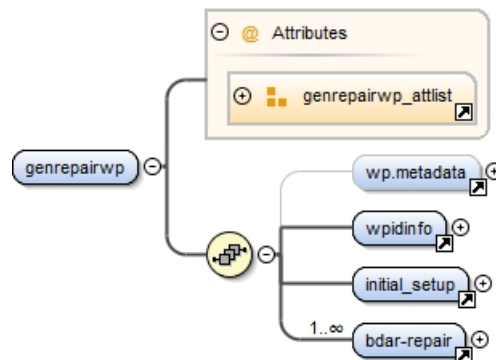 @ Attributes
genrepairwp_attlist
genrepairwp
wp.metadata
wpidinfo
initial_setup
1..∞
bdar-repair